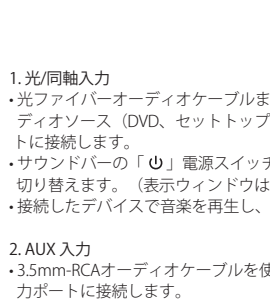 1. 光/同軸入力
• 光ファイバーオーディオケーブルま
ディオソース（DVD、セットトップ
トに接続します。
• サウンドバーの「⏻」電源スイッチ
切り替えます。（表示ウィンドウは
• 接続したデバイスで音楽を再生し、
2. AUX 入力
• 3.5mm-RCAオーディオケーブルを使
力ポートに接続します。